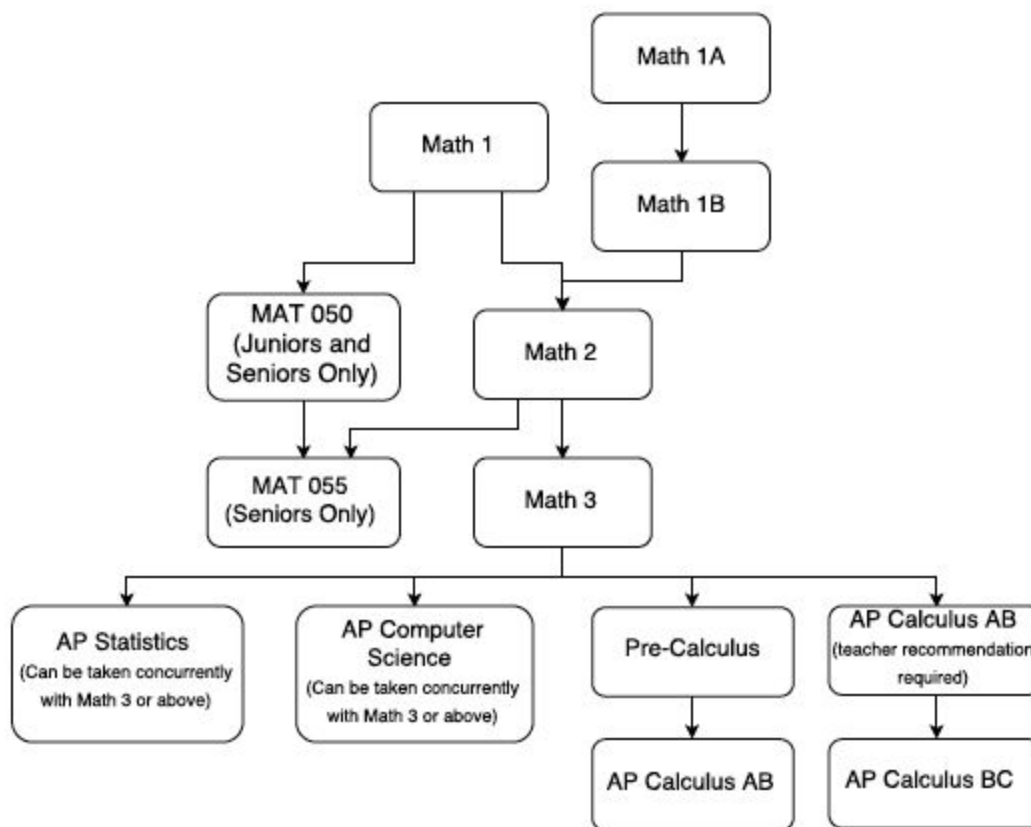 Math 1A
Math 1
Math 1B
MAT 050
(Juniors and
Seniors Only)
Math 2
MAT 055
(Seniors Only)
Math 3
AP Statistics
(Can be taken concurrently
with Math 3 or above)
AP Computer
Science
(Can be taken concurrently
with Math 3 or above)
Pre-Calculus
AP Calculus AB
(teacher recommendation
required)
AP Calculus AB
AP Calculus BC